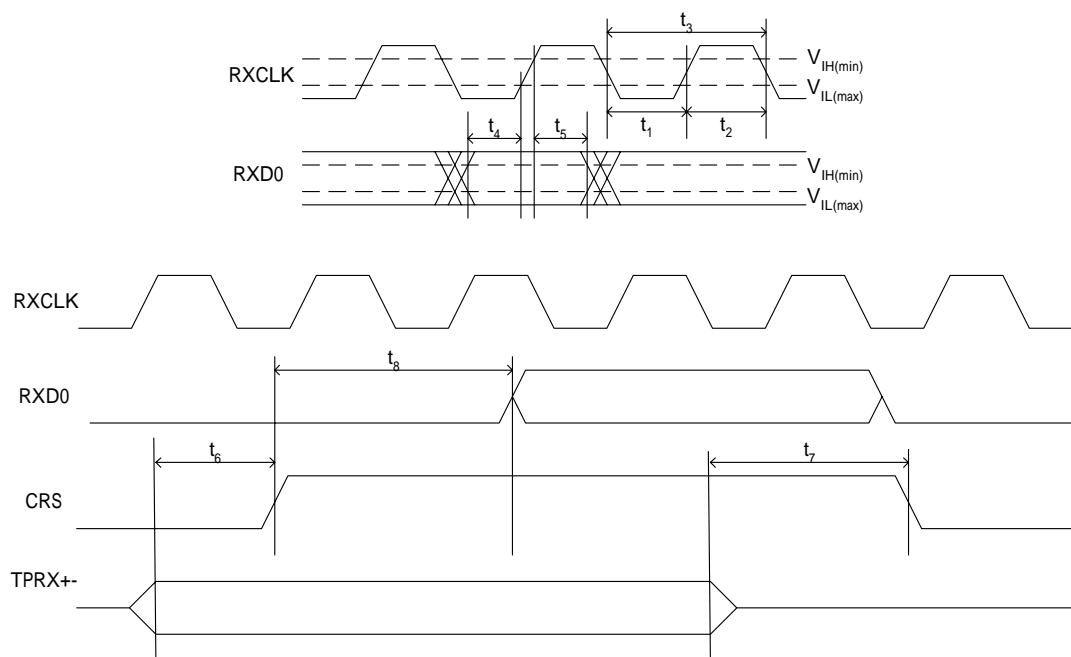 t3
RXCLK
VIH(min)
VIL(max)
t4
t5
t1
t2
RXD0
VIH(min)
VIL(max)
RXCLK
t8
RXD0
t6
t7
CRS
TPRX+-